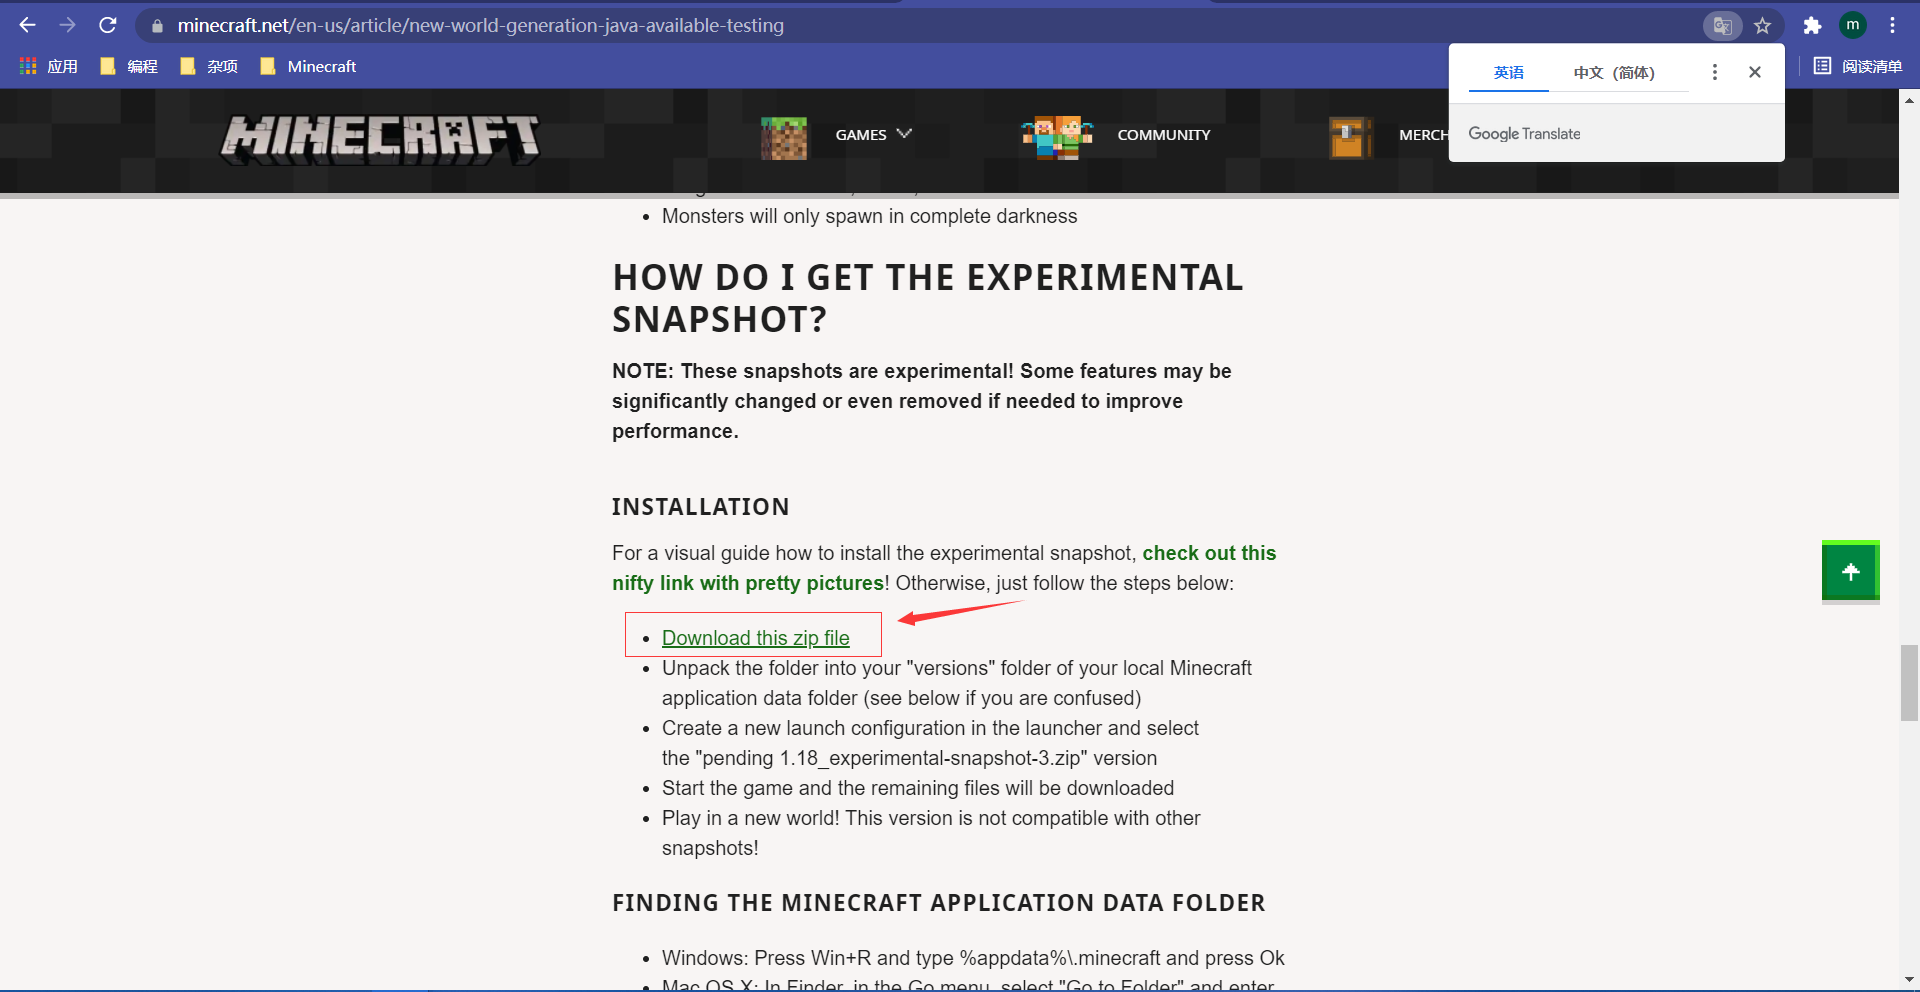 minecraft.net/en-us/article/new-world-generation-java-available-testing
m
应用 编程 杂项 Minecraft
英语 中文（简体）
阅读清单
Google Translate
MINECRAFT
GAMES
COMMUNITY
MERCH
Monsters will only spawn in complete darkness
HOW DO I GET THE EXPERIMENTAL
SNAPSHOT?
NOTE: These snapshots are experimental! Some features may be
significantly changed or even removed if needed to improve
performance.
INSTALLATION
For a visual guide how to install the experimental snapshot, check out this
nifty link with pretty pictures! Otherwise, just follow the steps below:
Download this zip file
Unpack the folder into your "versions" folder of your local Minecraft
application data folder (see below if you are confused)
Create a new launch configuration in the launcher and select
the "pending 1.18_experimental-snapshot-3.zip" version
Start the game and the remaining files will be downloaded
Play in a new world! This version is not compatible with other
snapshots!
FINDING THE MINECRAFT APPLICATION DATA FOLDER
Windows: Press Win+R and type %appdata%\.minecraft and press Ok
Mac OS X: In Finder, in the Go menu, select "Go to Folder" and enter